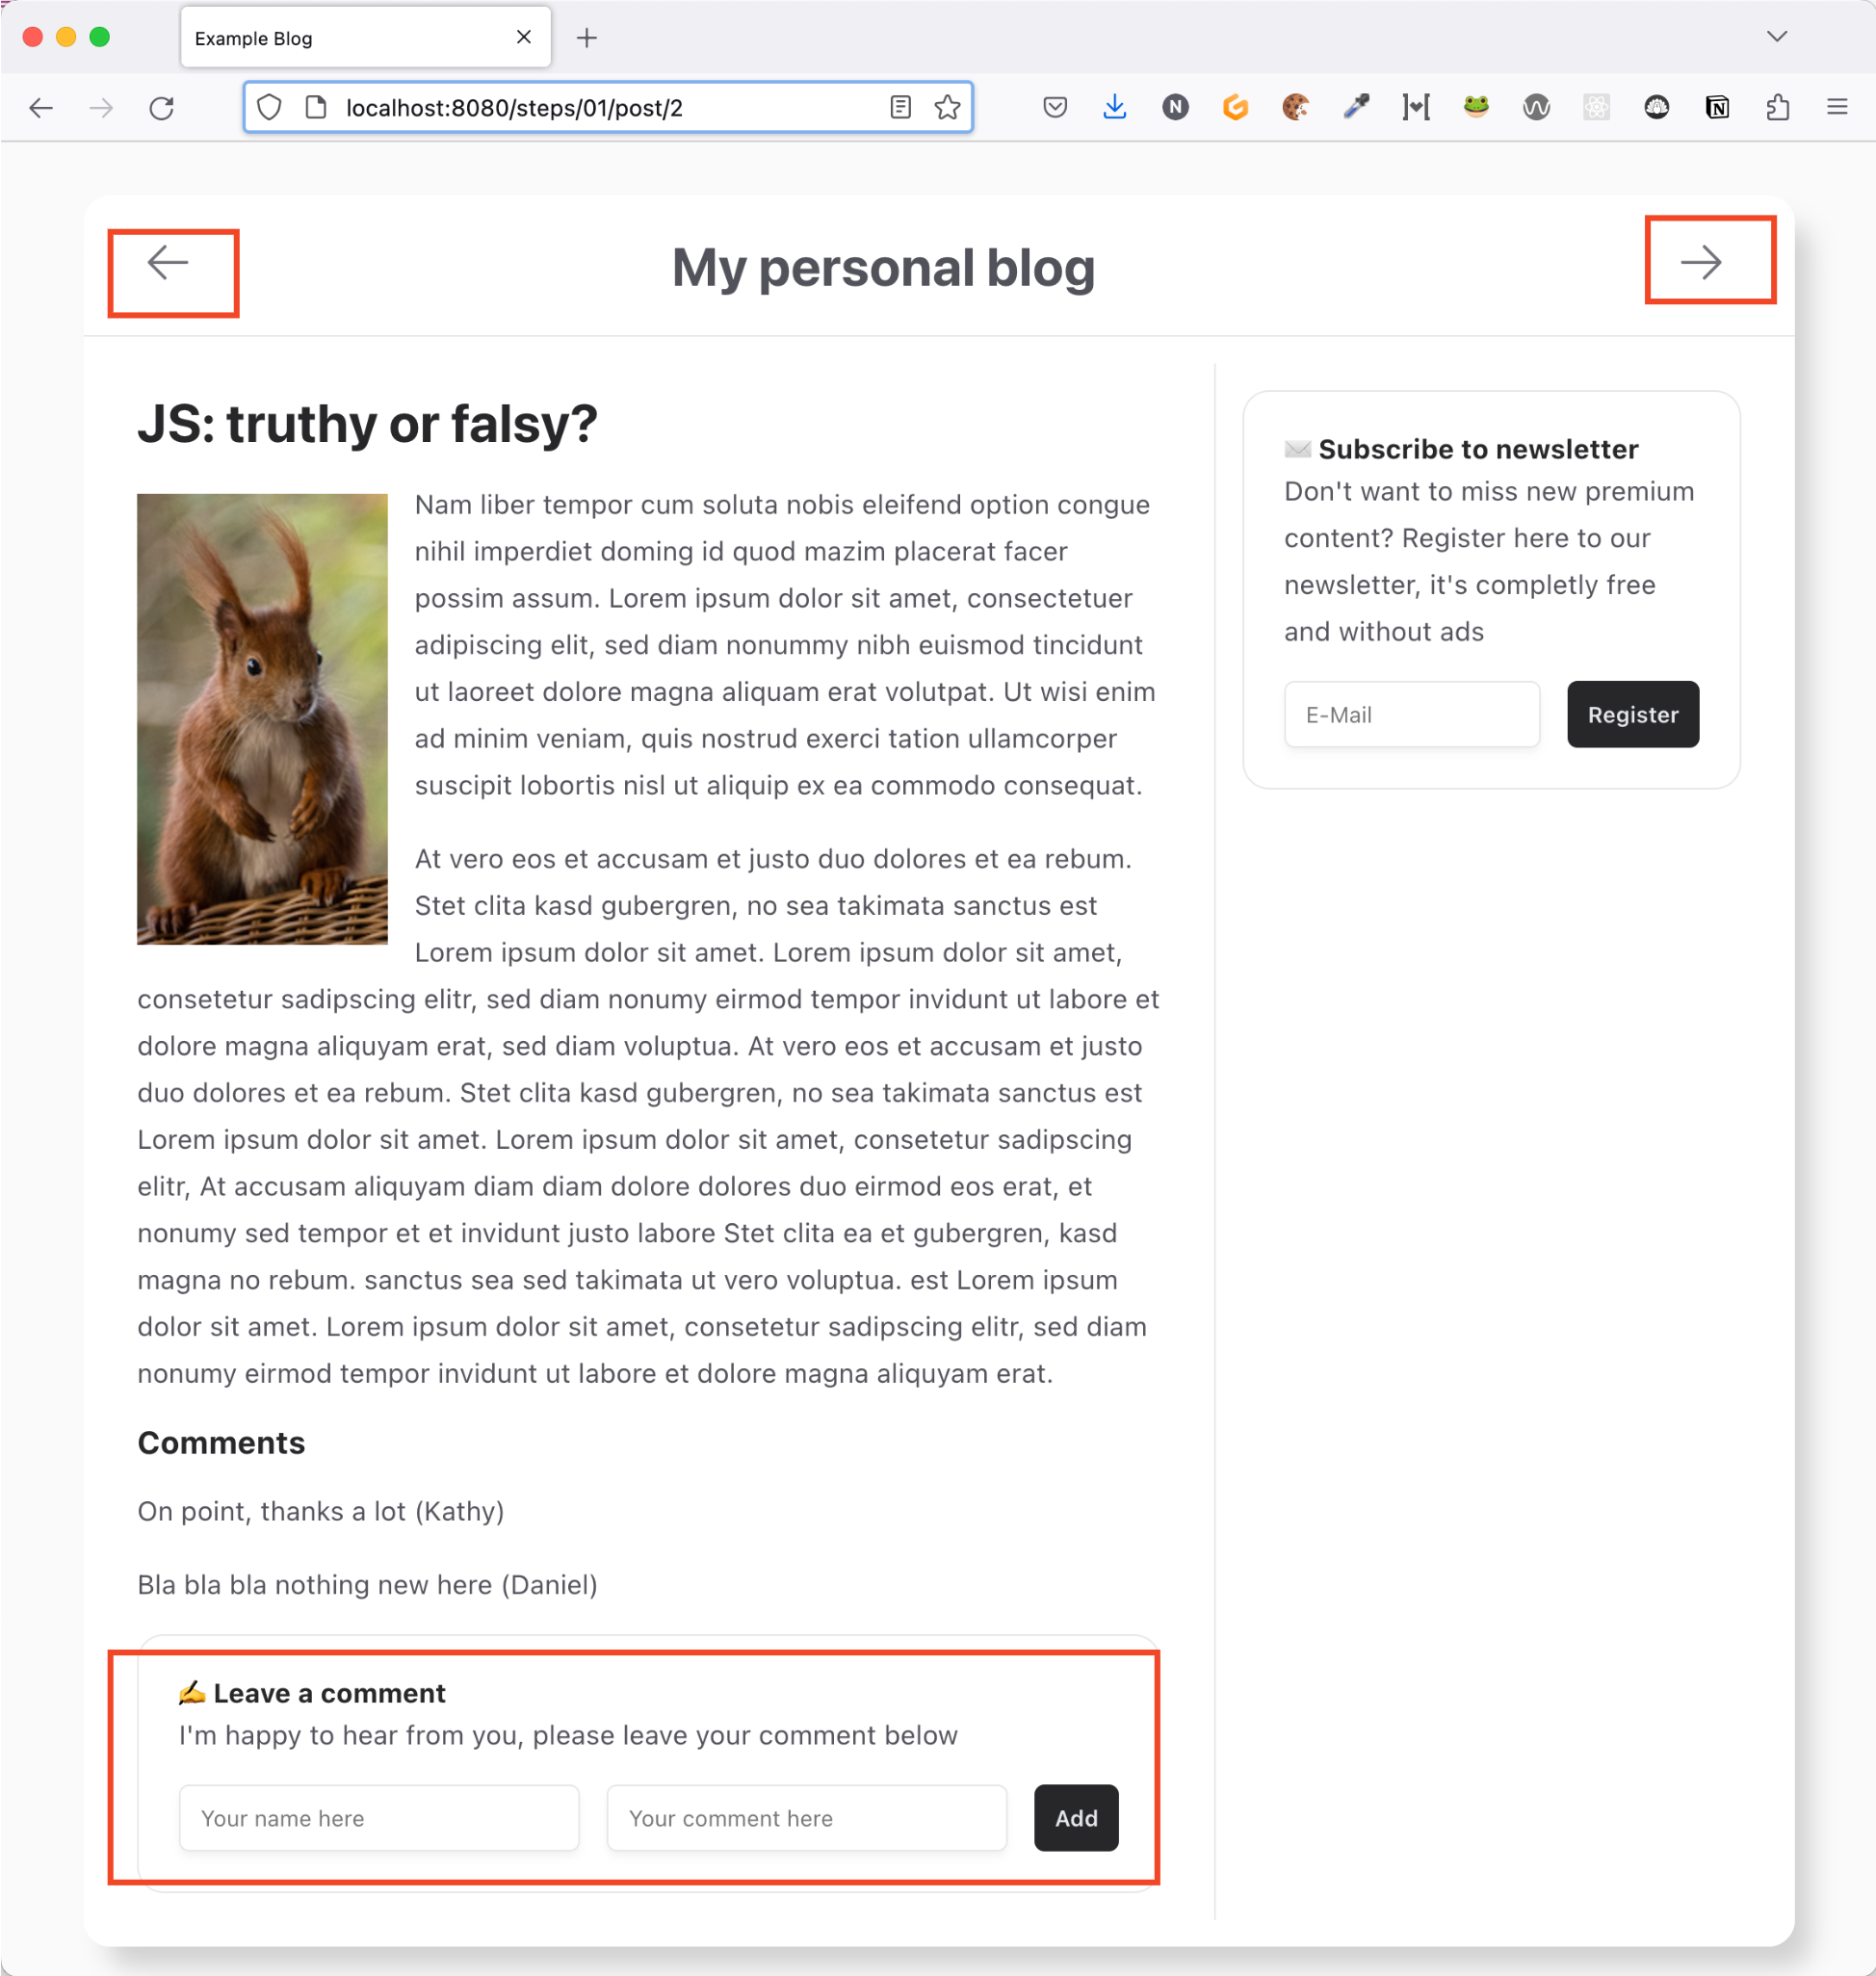 Example Blog
localhost:8080/steps/01/post/2
My personal blog
JS: truthy or falsy?
Nam liber tempor cum soluta nobis eleifend option congue
nihil imperdiet doming id quod mazim placerat facer
possim assum. Lorem ipsum dolor sit amet, consectetuer
adipiscing elit, sed diam nonummy nibh euismod tincidunt
ut laoreet dolore magna aliquam erat volutpat. Ut wisi enim
ad minim veniam, quis nostrud exerci tation ullamcorper
suscipit lobortis nisl ut aliquip ex ea commodo consequat.
At vero eos et accusam et justo duo dolores et ea rebum.
Stet clita kasd gubergren, no sea takimata sanctus est
Lorem ipsum dolor sit amet. Lorem ipsum dolor sit amet,
consetetur sadipscing elitr, sed diam nonumy eirmod tempor invidunt ut labore et
dolore magna aliquyam erat, sed diam voluptua. At vero eos et accusam et justo
duo dolores et ea rebum. Stet clita kasd gubergren, no sea takimata sanctus est
Lorem ipsum dolor sit amet. Lorem ipsum dolor sit amet, consetetur sadipscing
elitr, At accusam aliquyam diam diam dolore dolores duo eirmod eos erat, et
nonumy sed tempor et et invidunt justo labore Stet clita ea et gubergren, kasd
magna no rebum. sanctus sea sed takimata ut vero voluptua. est Lorem ipsum
dolor sit amet. Lorem ipsum dolor sit amet, consetetur sadipscing elitr, sed diam
nonumy eirmod tempor invidunt ut labore et dolore magna aliquyam erat.
Comments
On point, thanks a lot (Kathy)
Bla bla bla nothing new here (Daniel)
✍️ Leave a comment
I'm happy to hear from you, please leave your comment below
Your name here
Your comment here
Add
✉️ Subscribe to newsletter
Don't want to miss new premium
content? Register here to our
newsletter, it's completly free
and without ads
E-Mail
Register